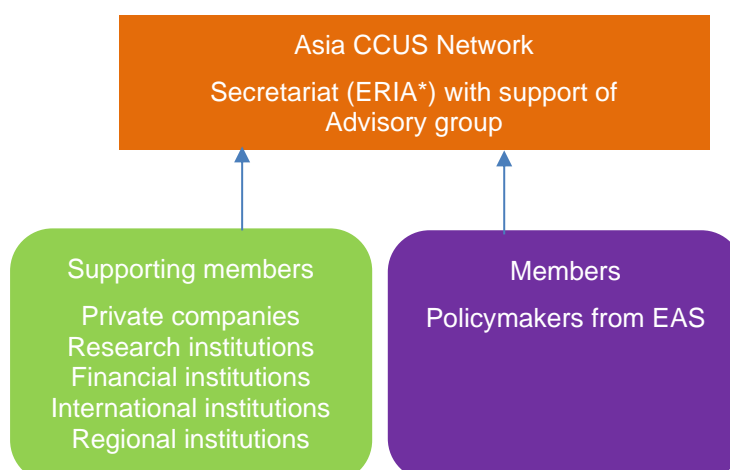 Asia CCUS Network
Secretariat (ERIA*) with support of
Advisory group
Supporting members
Private companies
Research institutions
Financial institutions
International institutions
Regional institutions
Members
Policymakers from EAS